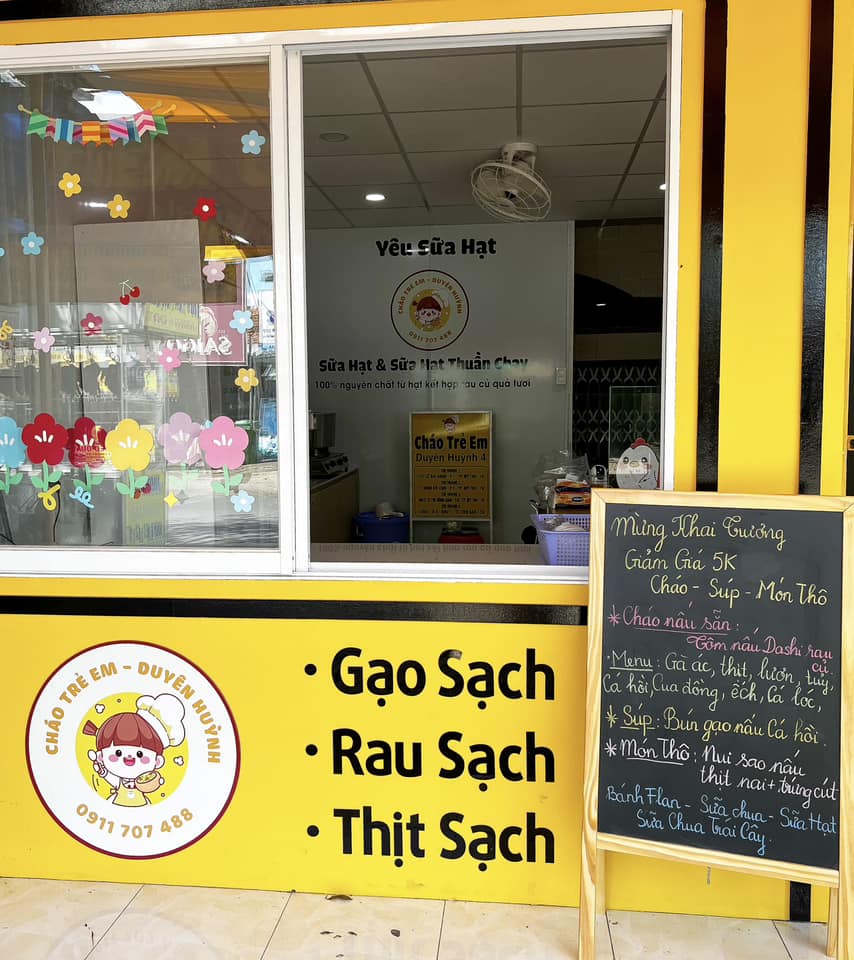 Yêu Sữa Hạt
CHÁO TRẺ EM - DUYÊN HUỲNH
0911 707 488
Sữa Hạt & Sữa Hạt Thuần Chay
100% nguyên chất từ hạt kết hợp rau củ quả tươi
Cháo Trẻ Em
Duyên Huỳnh 4
CHÁO TRẺ EM - DUYÊN HUỲNH
0911 707 488
• Gạo Sạch
• Rau Sạch
• Thịt Sạch
Mừng Khai Trương
Giảm Giá 5K
Cháo - Súp - Món Thô
* Cháo nấu sẵn:
Tôm nấu Dashi rau củ.
• Menu: Gà ác, thịt, lươn,
Cá hồi, Cua đồng, ếch, Cá lóc,
* Súp: Bún gạo nấu Cá hồi.
* Mon Thô: Nui sao nấu
thịt nai + trứng cút
Bánh Flan - Sữa chua - Sữa Hạt
Sữa Chua Trái Cây.